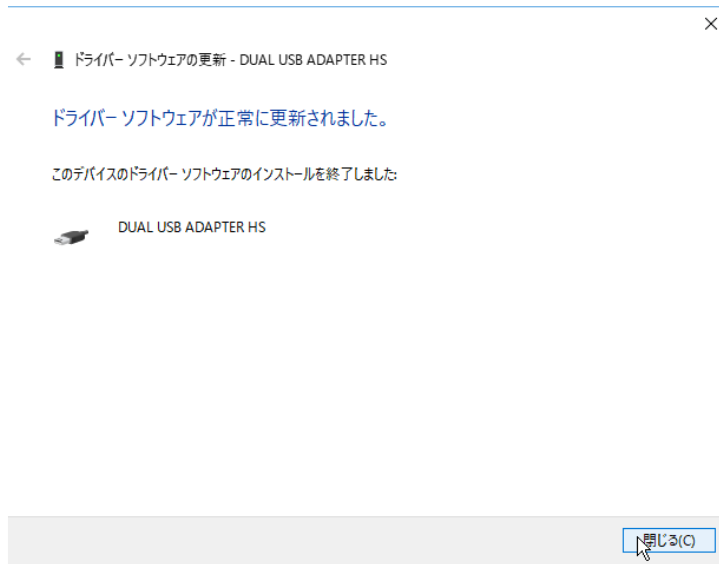 ドライバー ソフトウェアの更新 - DUAL USB ADAPTER HS
ドライバー ソフトウェアが正常に更新されました。
このデバイスのドライバー ソフトウェアのインストールを終了しました:
DUAL USB ADAPTER HS
閉じる(C)